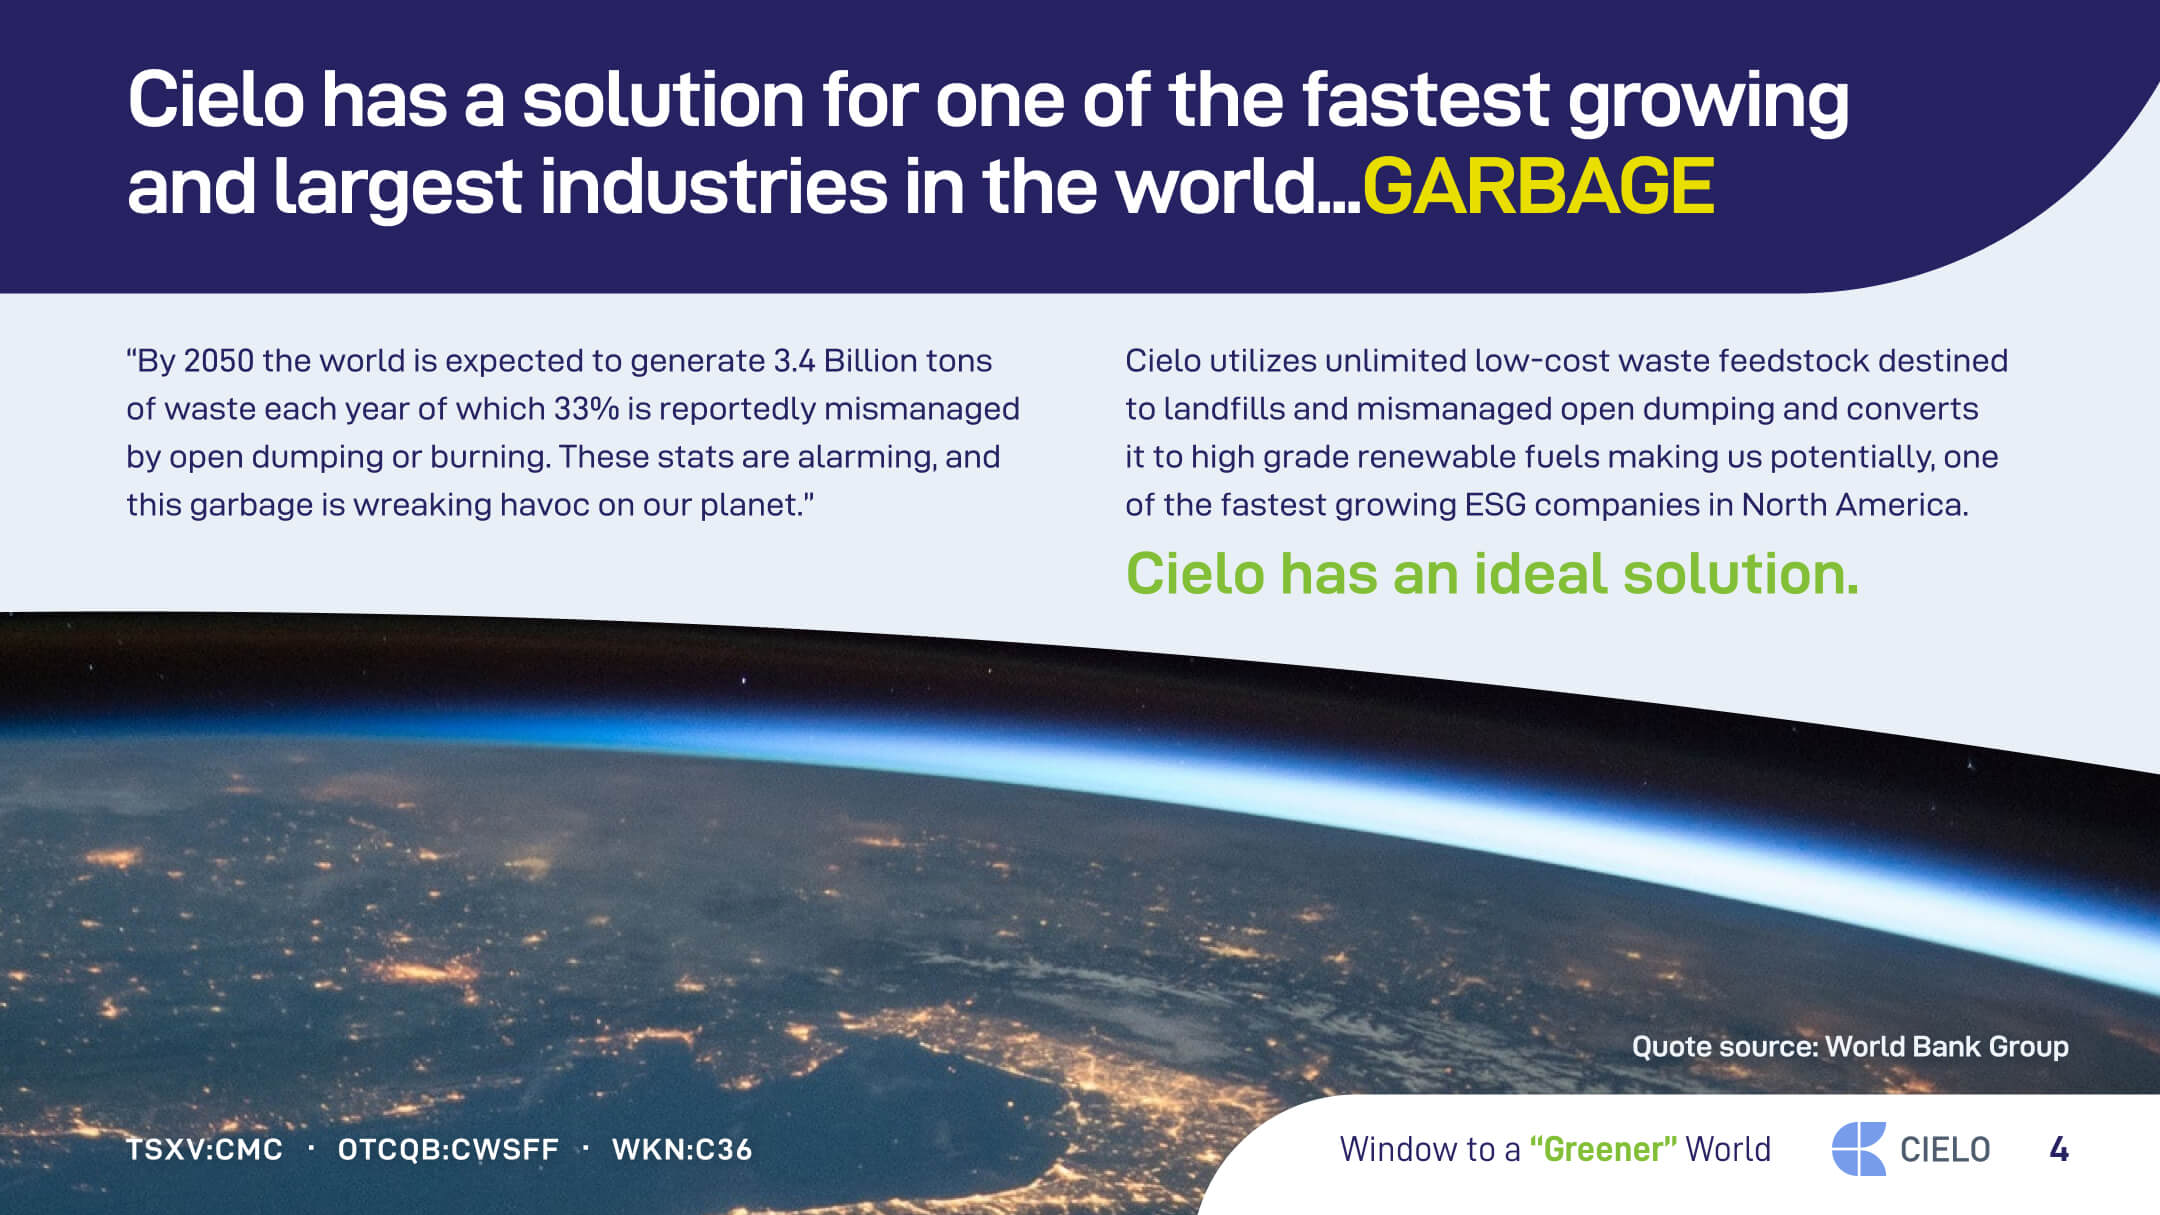 Cielo has a solution for one of the fastest growing
and largest industries in the world...GARBAGE
“By 2050 the world is expected to generate 3.4 Billion tons
of waste each year of which 33% is reportedly mismanaged
by open dumping or burning. These stats are alarming, and
this garbage is wreaking havoc on our planet.”
Cielo utilizes unlimited low-cost waste feedstock destined
to landfills and mismanaged open dumping and converts
it to high grade renewable fuels making us potentially, one
of the fastest growing ESG companies in North America.
Cielo has an ideal solution.
Quote source: World Bank Group
TSXV:CMC · OTCQB:CWSFF · WKN:C36
Window to a “Greener” World
CIELO
4